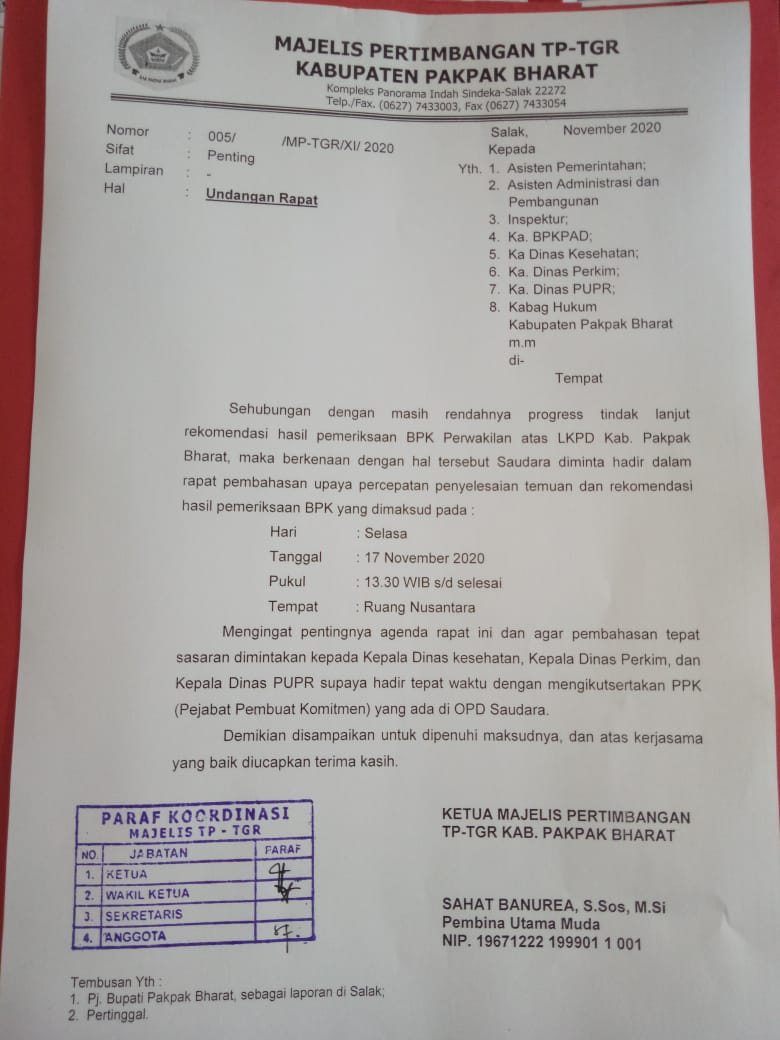 MAJELIS PERTIMBANGAN TP-TGR
KABUPATEN PAKPAK BHARAT
Kompleks Panorama Indah Sindeka-Salak 22272
Telp./Fax. (0627) 7433003, Fax (0627) 7433054
Nomor : 005/ /MP-TGR/XI/ 2020
Sifat : Penting
Lampiran : -
Hal : Undangan Rapat
Salak, November 2020
Kepada
Yth. 1. Asisten Pemerintahan;
2. Asisten Administrasi dan
Pembangunan
3. Inspektur;
4. Ka. BPKPAD;
5. Ka Dinas Kesehatan;
6. Ka. Dinas Perkim;
7. Ka. Dinas PUPR;
8. Kabag Hukum
Kabupaten Pakpak Bharat
m.m
di-
Tempat
Sehubungan dengan masih rendahnya progress tindak lanjut
rekomendasi hasil pemeriksaan BPK Perwakilan atas LKPD Kab. Pakpak
Bharat, maka berkenaan dengan hal tersebut Saudara diminta hadir dalam
rapat pembahasan upaya percepatan penyelesaian temuan dan rekomendasi
hasil pemeriksaan BPK yang dimaksud pada :
Hari : Selasa
Tanggal : 17 November 2020
Pukul : 13.30 WIB s/d selesai
Tempat : Ruang Nusantara
Mengingat pentingnya agenda rapat ini dan agar pembahasan tepat
sasaran dimintakan kepada Kepala Dinas kesehatan, Kepala Dinas Perkim, dan
Kepala Dinas PUPR supaya hadir tepat waktu dengan mengikutsertakan PPK
(Pejabat Pembuat Komitmen) yang ada di OPD Saudara.
Demikian disampaikan untuk dipenuhi maksudnya, dan atas kerjasama
yang baik diucapkan terima kasih.
PARAF KOORDINASI
MAJELIS TP - TGR
NO. JABATAN PARAF
1. KETUA
2. WAKIL KETUA
3. SEKRETARIS
4. ANGGOTA
KETUA MAJELIS PERTIMBANGAN
TP-TGR KAB. PAKPAK BHARAT
SAHAT BANUREA, S.Sos, M.Si
Pembina Utama Muda
NIP. 19671222 199901 1 001
Tembusan Yth :
1. Pj. Bupati Pakpak Bharat, sebagai laporan di Salak;
2. Pertinggal.